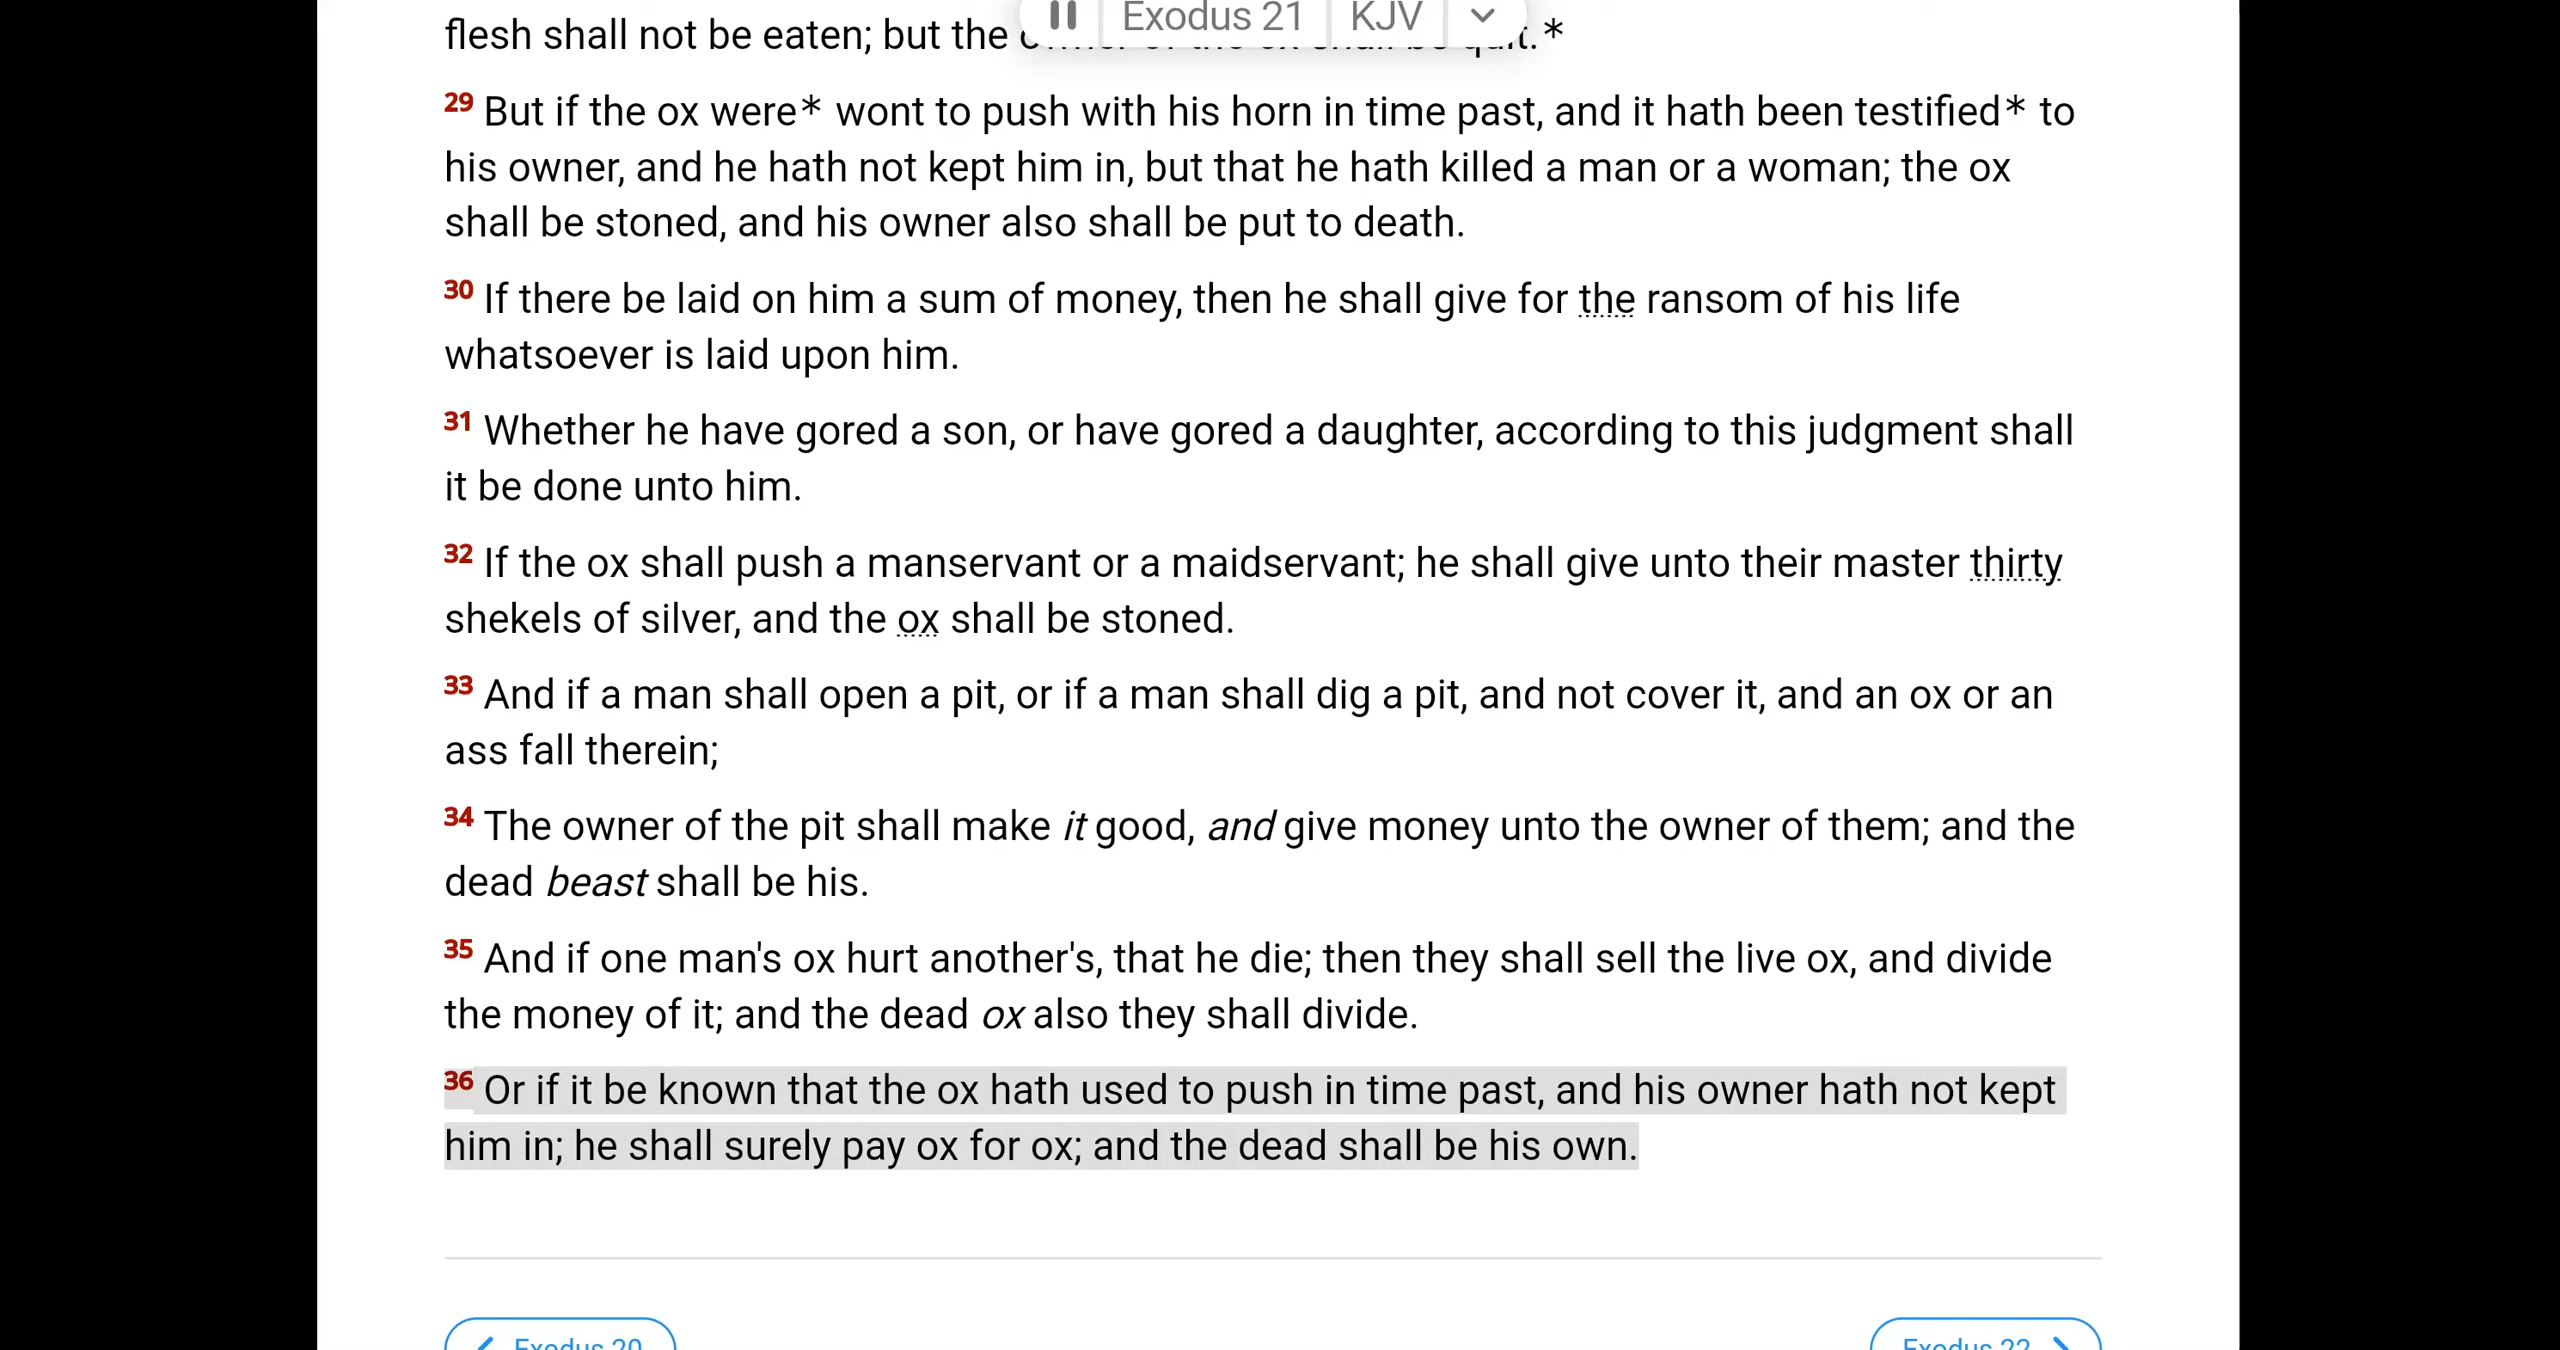 Exodus 21 KJV
flesh shall not be eaten; but the
29 But if the ox were* wont to push with his horn in time past, and it hath been testified* to
his owner, and he hath not kept him in, but that he hath killed a man or a woman; the ox
shall be stoned, and his owner also shall be put to death.
30 If there be laid on him a sum of money, then he shall give for the ransom of his life
whatsoever is laid upon him.
31 Whether he have gored a son, or have gored a daughter, according to this judgment shall
it be done unto him.
32 If the ox shall push a manservant or a maidservant; he shall give unto their master thirty
shekels of silver, and the ox shall be stoned.
33 And if a man shall open a pit, or if a man shall dig a pit, and not cover it, and an ox or an
ass fall therein;
34 The owner of the pit shall make it good, and give money unto the owner of them; and the
dead beast shall be his.
35 And if one man's ox hurt another's, that he die; then they shall sell the live ox, and divide
the money of it; and the dead ox also they shall divide.
36 Or if it be known that the ox hath used to push in time past, and his owner hath not kept
him in; he shall surely pay ox for ox; and the dead shall be his own.
Exodus 20 Exodus 22